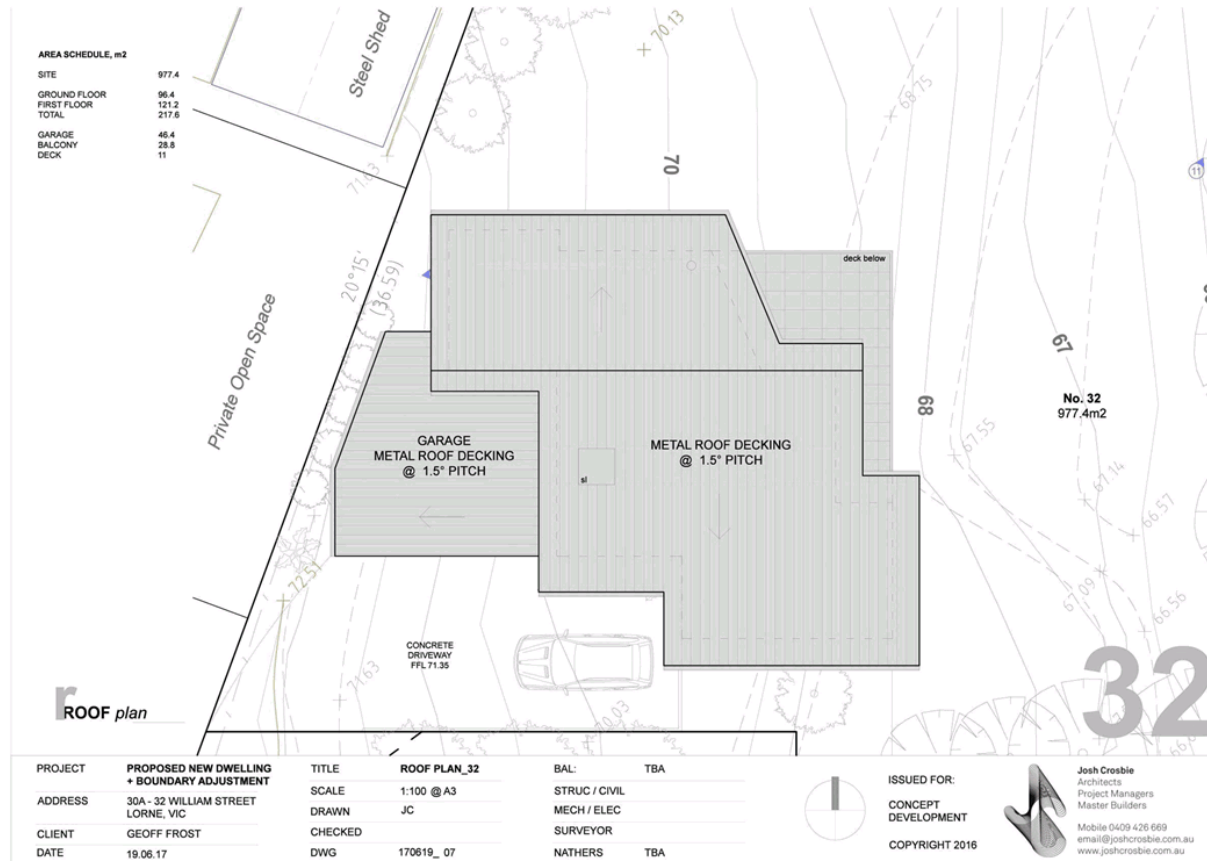 AREA SCHEDULE, m2
SITE 977.4
GROUND FLOOR 96.4
FIRST FLOOR 121.2
TOTAL 217.6
GARAGE 46.4
BALCONY 28.8
DECK 11
Steel Shed
70.13
68.75
71.63
70
11
20°15'
(36.59)
Private Open Space
deck below
67
68
No. 32
977.4m2
GARAGE
METAL ROOF DECKING
@ 1.5° PITCH
METAL ROOF DECKING
@ 1.5° PITCH
sl
67.55
67.14
66.57
72.51
67.09
66.56
CONCRETE
DRIVEWAY
FFL 71.35
71.63
70.03
32
r
ROOF plan
PROJECT PROPOSED NEW DWELLING
+ BOUNDARY ADJUSTMENT
ADDRESS 30A - 32 WILLIAM STREET
LORNE, VIC
CLIENT GEOFF FROST
DATE 19.06.17
TITLE ROOF PLAN_32
SCALE 1:100 @ A3
DRAWN JC
CHECKED
DWG 170619_ 07
BAL: TBA
STRUC / CIVIL
MECH / ELEC
SURVEYOR
NATHERS TBA
ISSUED FOR:
CONCEPT
DEVELOPMENT
COPYRIGHT 2016
Josh Crosbie
Architects
Project Managers
Master Builders
Mobile 0409 426 669
email@joshcrosbie.com.au
www.joshcrosbie.com.au